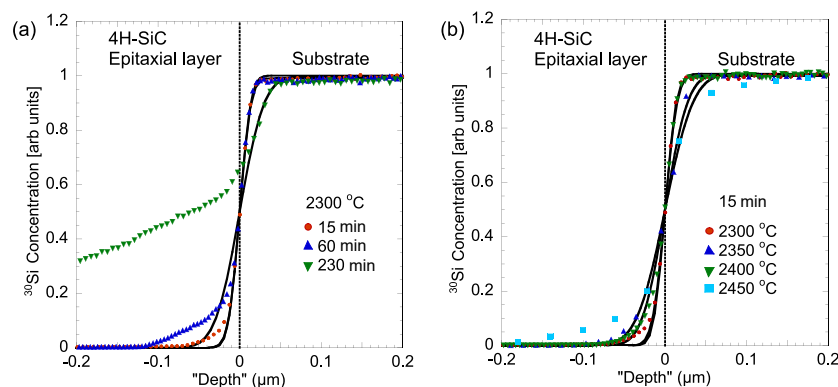 (a)
4H-SiC
Epitaxial layer
Substrate
³⁰Si Concentration [arb units]
1.2
1
0.8
0.6
0.4
0.2
0
2300 °C
15 min
60 min
230 min
-0.2
-0.1
0
0.1
0.2
"Depth" (μm)
(b)
4H-SiC
Epitaxial layer
Substrate
³⁰Si Concentration [arb units]
1.2
1
0.8
0.6
0.4
0.2
0
15 min
2300 °C
2350 °C
2400 °C
2450 °C
-0.2
-0.1
0
0.1
0.2
"Depth" (μm)